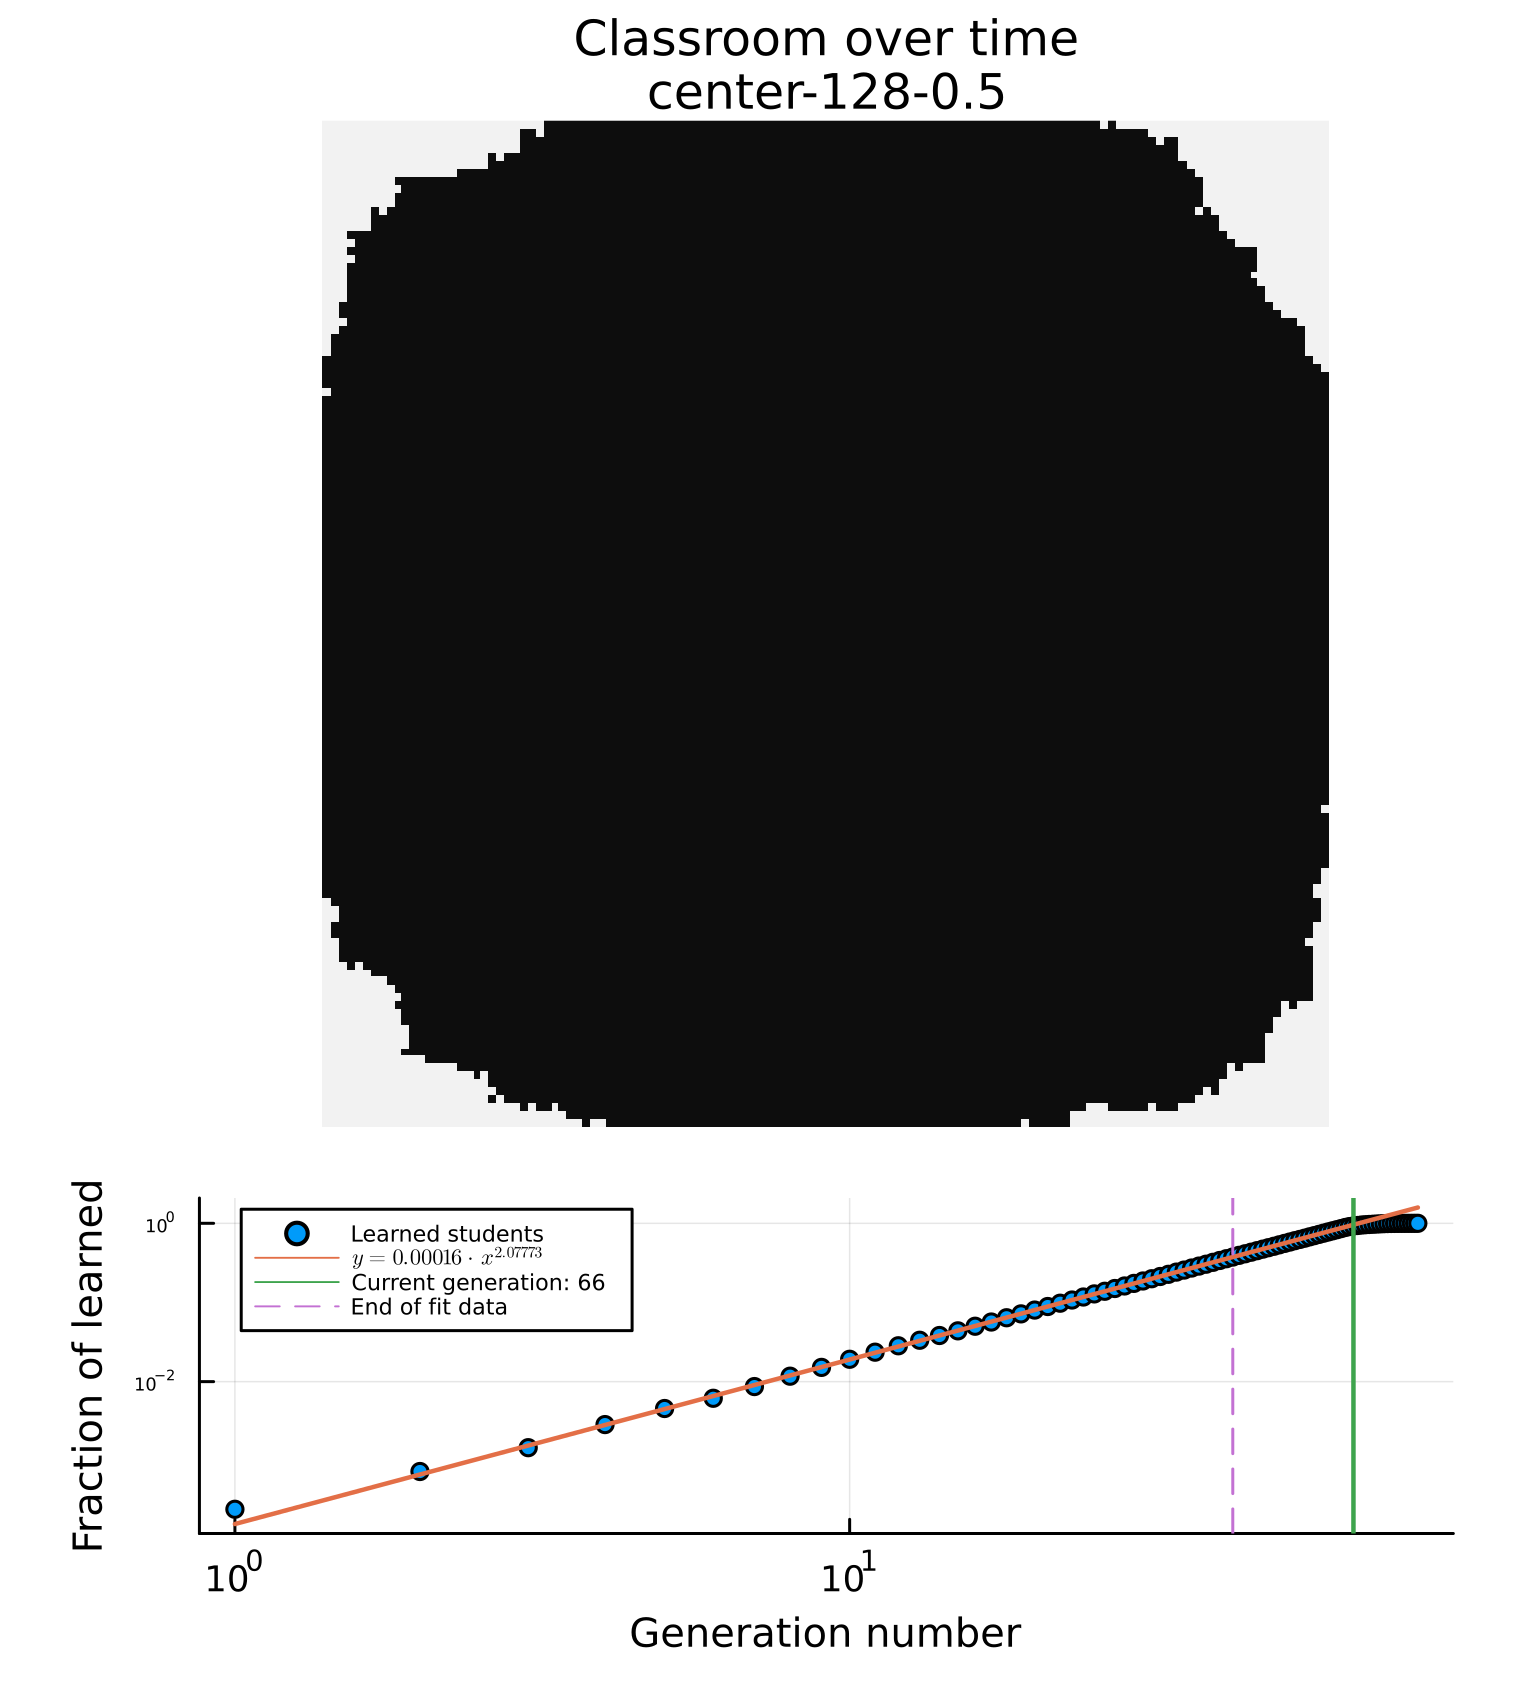 Classroom over time
center-128-0.5
Fraction of learned
10^0
10^−2
Learned students
y = 0.00016 · x^2.07773
Current generation: 66
End of fit data
10^0
10^1
Generation number